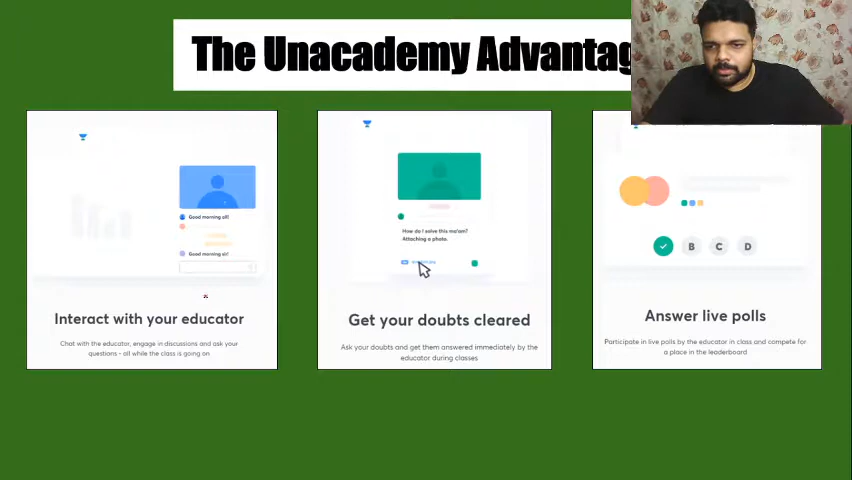 The Unacademy Advantag
Good morning all!
Good morning sir!
Interact with your educator
Chat with the educator, engage in discussions and ask your
questions - all while the class is going on
How do I solve this ma'am?
Attaching a photo.
Get your doubts cleared
Ask your doubts and get them answered immediately by the
educator during classes
B C D
Answer live polls
Participate in live polls by the educator in class and compete for
a place in the leaderboard